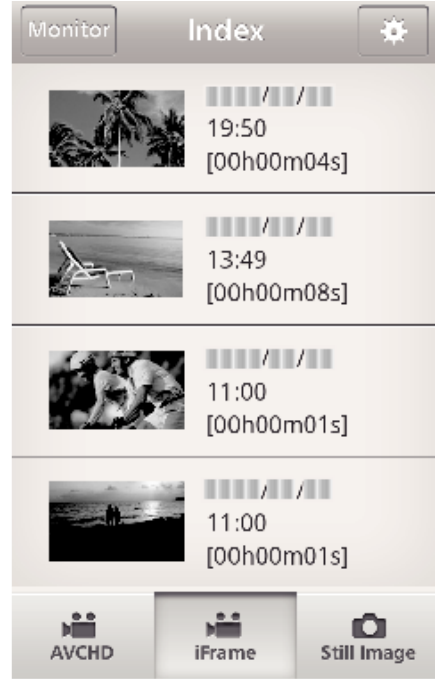 Monitor Index
19:50
[00h00m04s]
13:49
[00h00m08s]
11:00
[00h00m01s]
11:00
[00h00m01s]
AVCHD iFrame Still Image